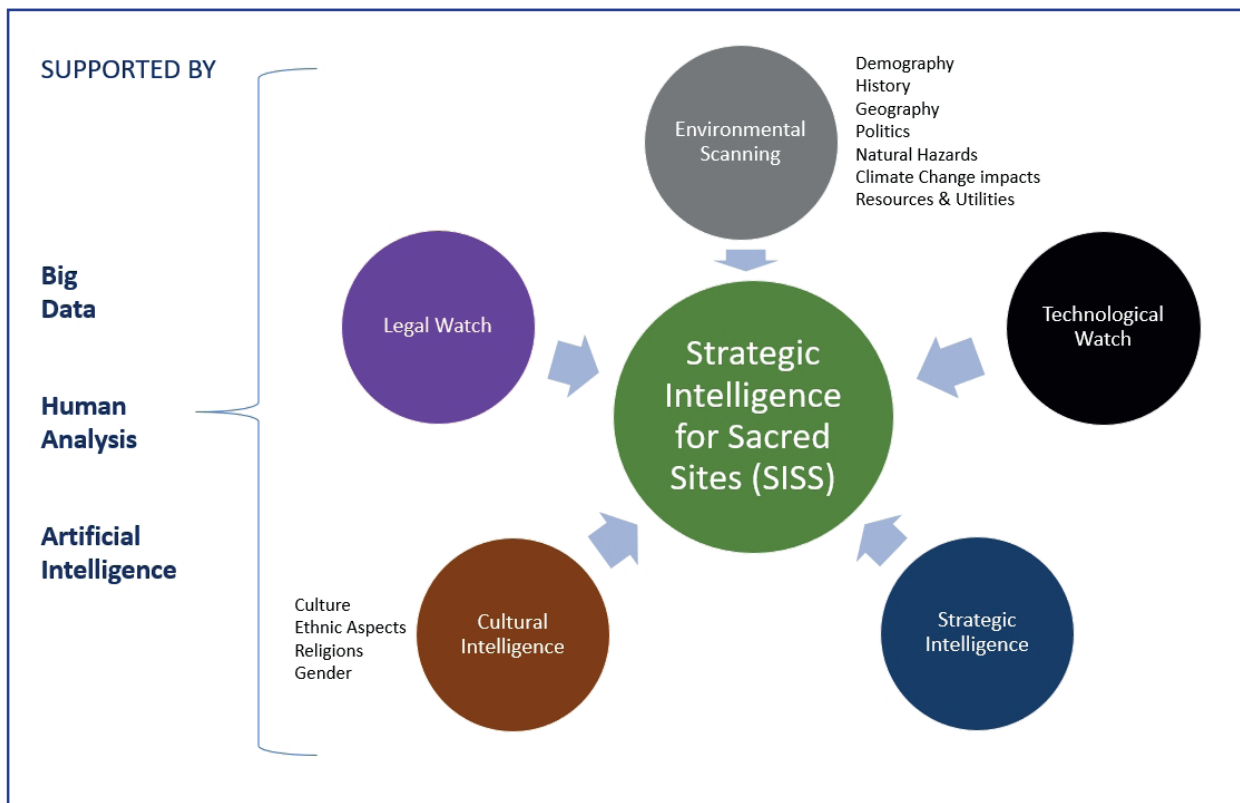 SUPPORTED BY
Big
Data
Human
Analysis
Artificial
Intelligence
Environmental
Scanning
Demography
History
Geography
Politics
Natural Hazards
Climate Change impacts
Resources & Utilities
Legal Watch
Technological
Watch
Strategic
Intelligence
for Sacred
Sites (SISS)
Culture
Ethnic Aspects
Religions
Gender
Cultural
Intelligence
Strategic
Intelligence